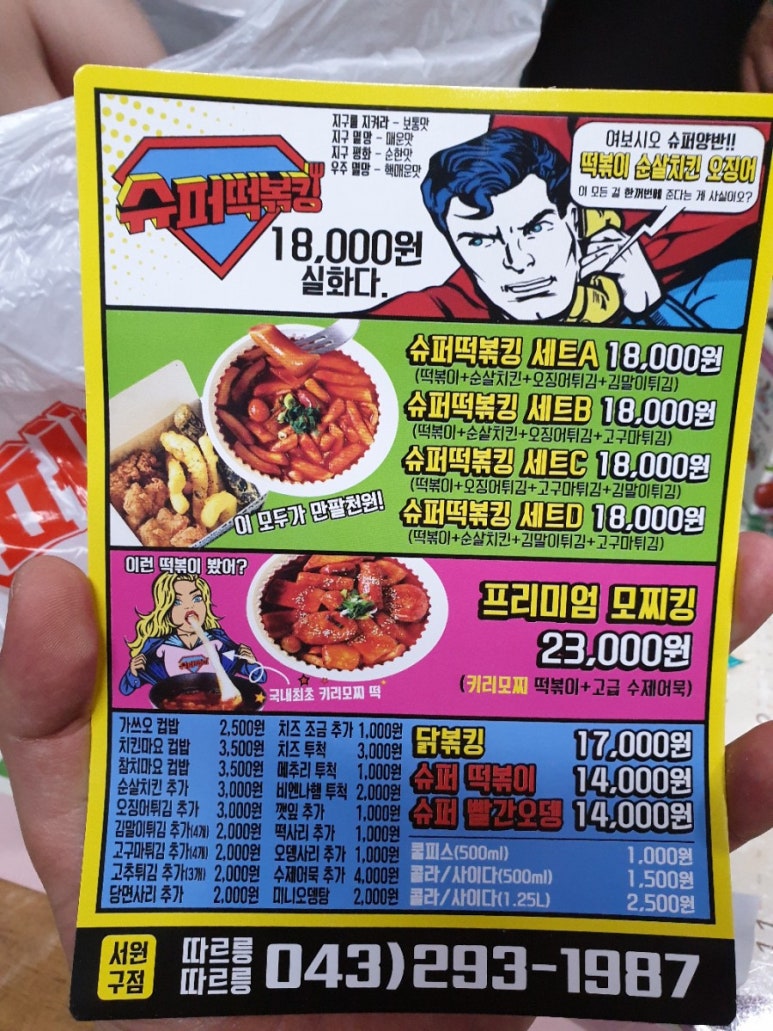 지구를 지켜라 - 보통맛
지구 멸망 - 매운맛
지구 평화 - 순한맛
우주 멸망 - 핵매운맛
슈퍼떡볶킹
18,000원
실화다.
여보시오 슈퍼양반!!
떡볶이 순살치킨 오징어
이 모든 걸 한꺼번에 준다는 게 사실이오?
슈퍼떡볶킹 세트A 18,000원
(떡볶이+순살치킨+오징어튀김+김말이튀김)
슈퍼떡볶킹 세트B 18,000원
(떡볶이+순살치킨+오징어튀김+고구마튀김)
슈퍼떡볶킹 세트C 18,000원
(떡볶이+오징어튀김+고구마튀김+김말이튀김)
슈퍼떡볶킹 세트D 18,000원
(떡볶이+순살치킨+김말이튀김+고구마튀김)
이 모두가 만팔천원!
이런 떡볶이 봤어?
국내최초 키리모찌 떡
프리미엄 모찌킹
23,000원
(키리모찌 떡볶이+고급 수제어묵)
가쓰오 컵밥 2,500원
치킨마요 컵밥 3,500원
참치마요 컵밥 3,500원
순살치킨 추가 3,000원
오징어튀김 추가 3,000원
김말이튀김 추가(4개) 2,000원
고구마튀김 추가(4개) 2,000원
고추튀김 추가(3개) 2,000원
당면사리 추가 2,000원
치즈 조금 추가 1,000원
치즈 투척 3,000원
메추리 투척 1,000원
비엔나햄 투척 2,000원
깻잎 추가 1,000원
떡사리 추가 1,000원
오뎅사리 추가 1,000원
수제어묵 추가 4,000원
미니오뎅탕 2,000원
닭볶킹 17,000원
슈퍼 떡볶이 14,000원
슈퍼 빨간오뎅 14,000원
쿨피스(500ml) 1,000원
콜라/사이다(500ml) 1,500원
콜라/사이다(1.25L) 2,500원
서원
구점
따르릉
따르릉
043)293-1987